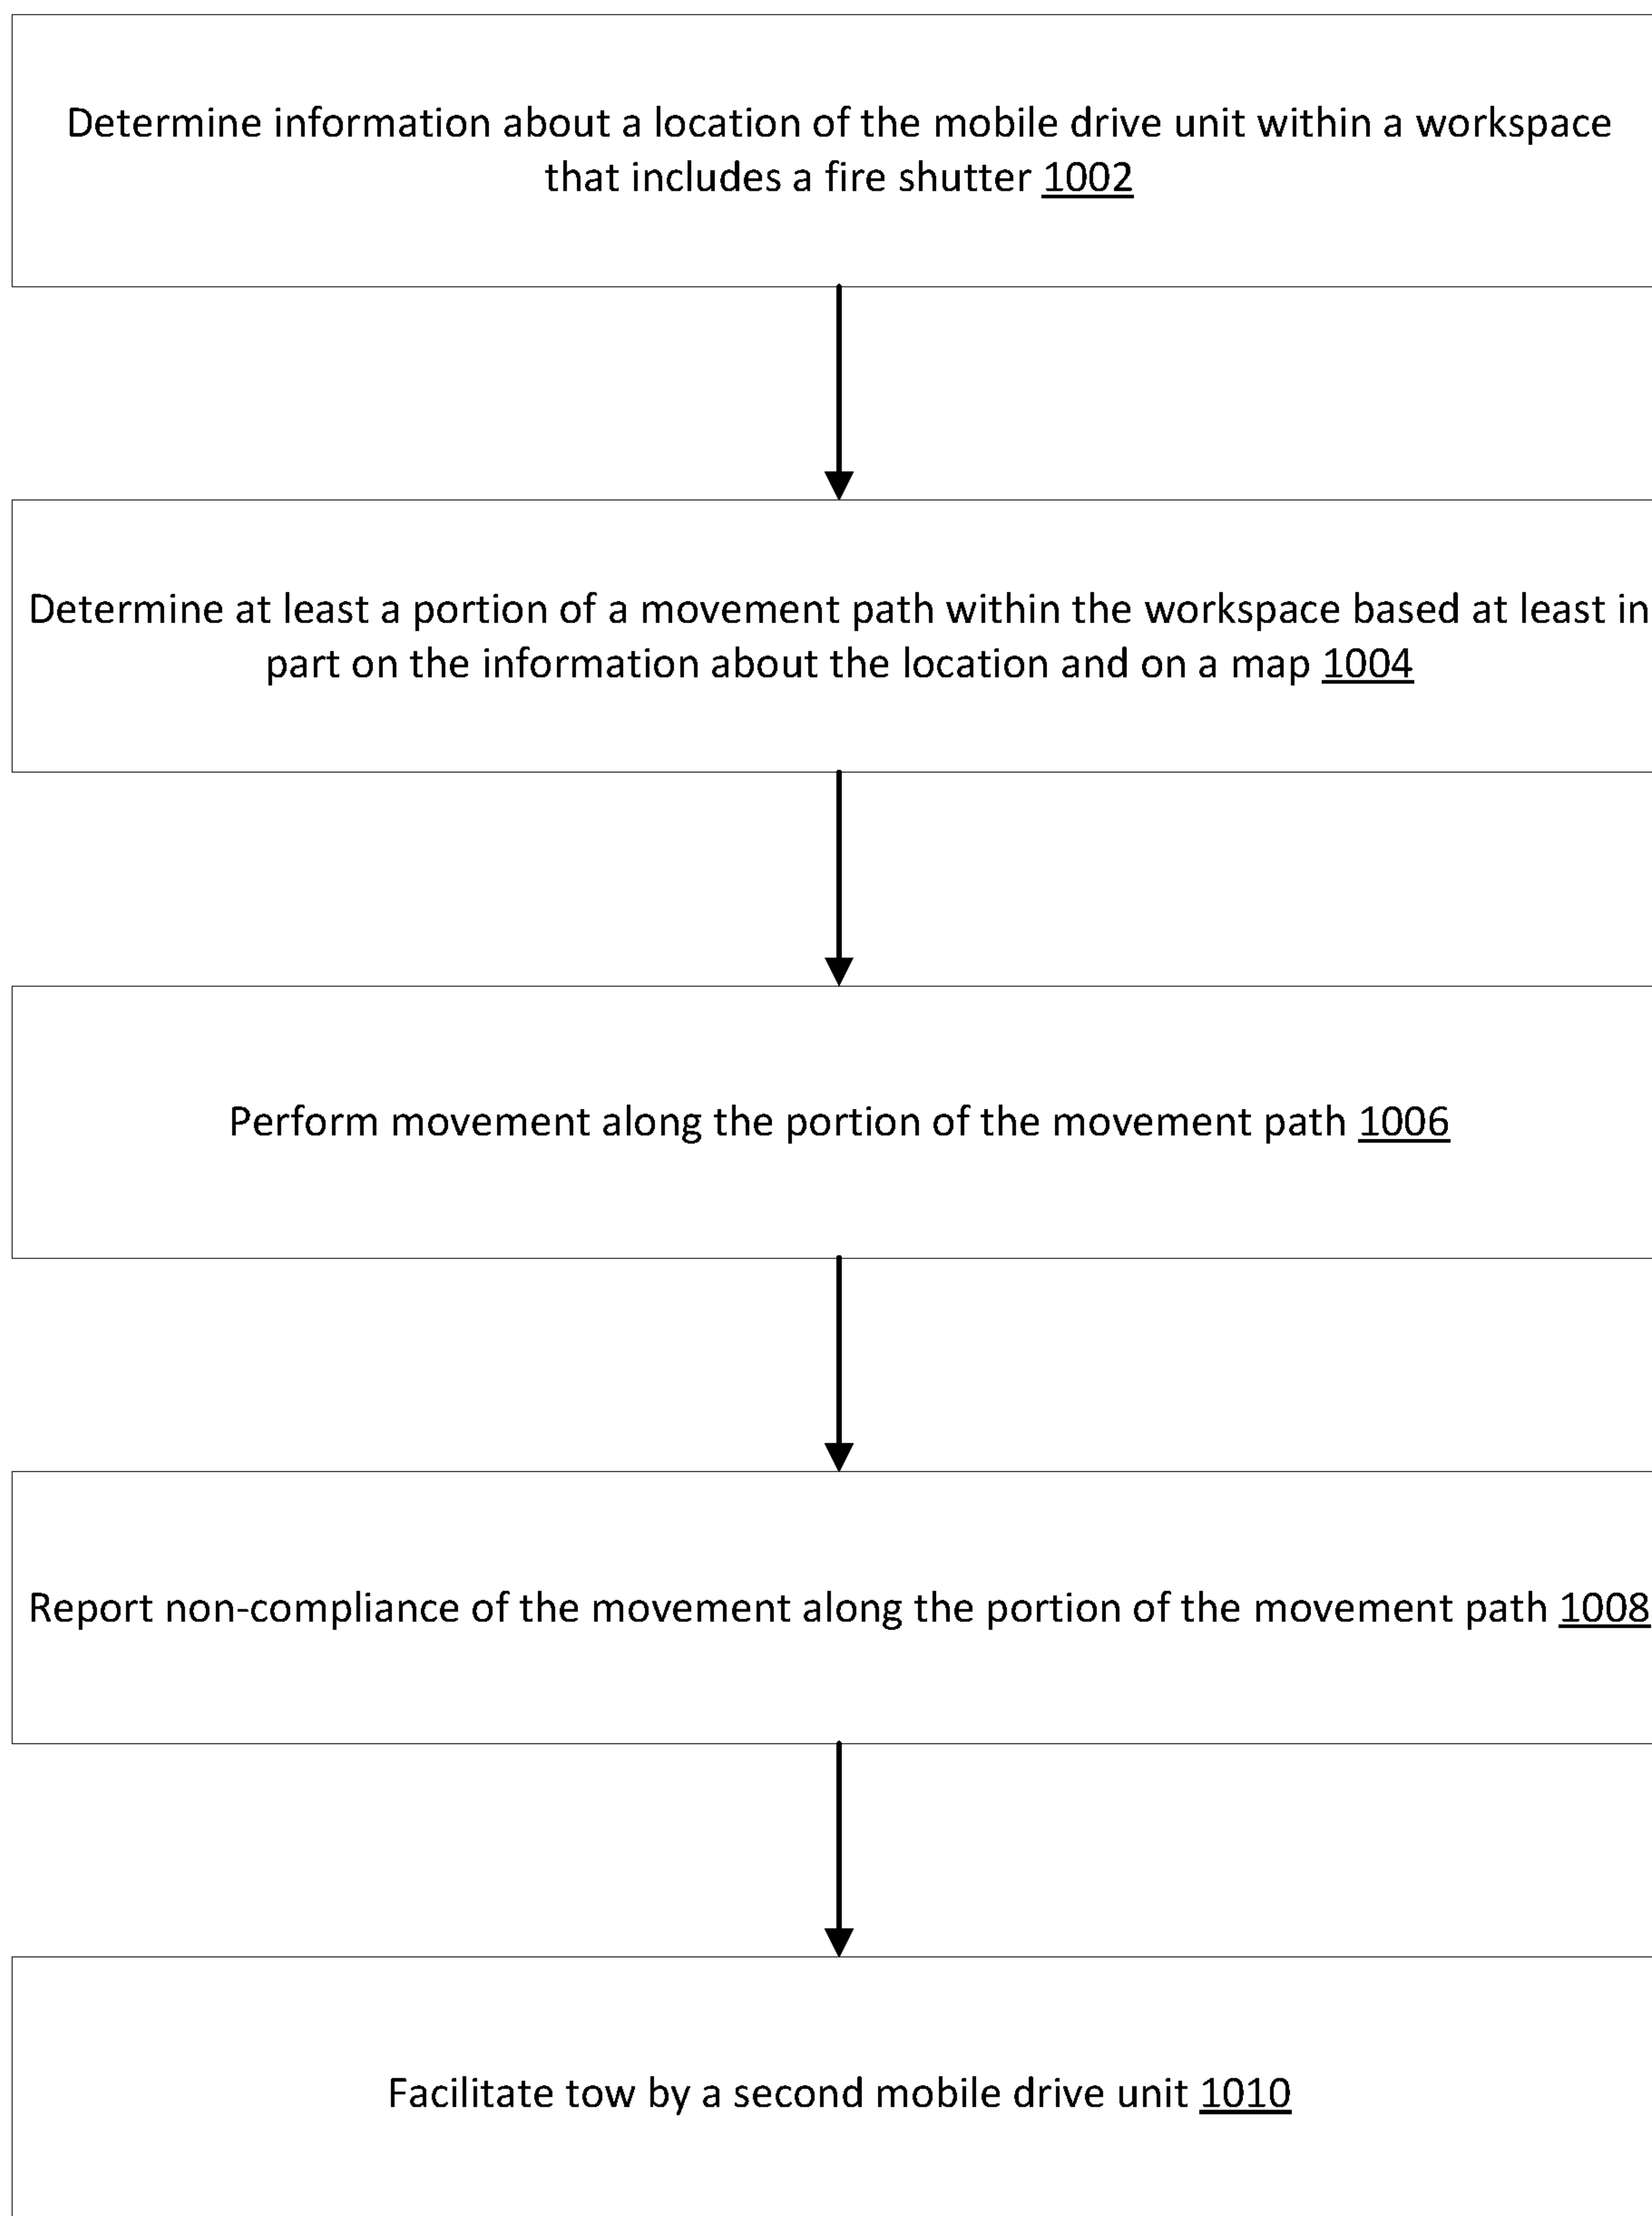 Determine information about a location of the mobile drive unit within a workspace
that includes a fire shutter 1002
Determine at least a portion of a movement path within the workspace based at least in
part on the information about the location and on a map 1004
Perform movement along the portion of the movement path 1006
Report non-compliance of the movement along the portion of the movement path 1008
Facilitate tow by a second mobile drive unit 1010